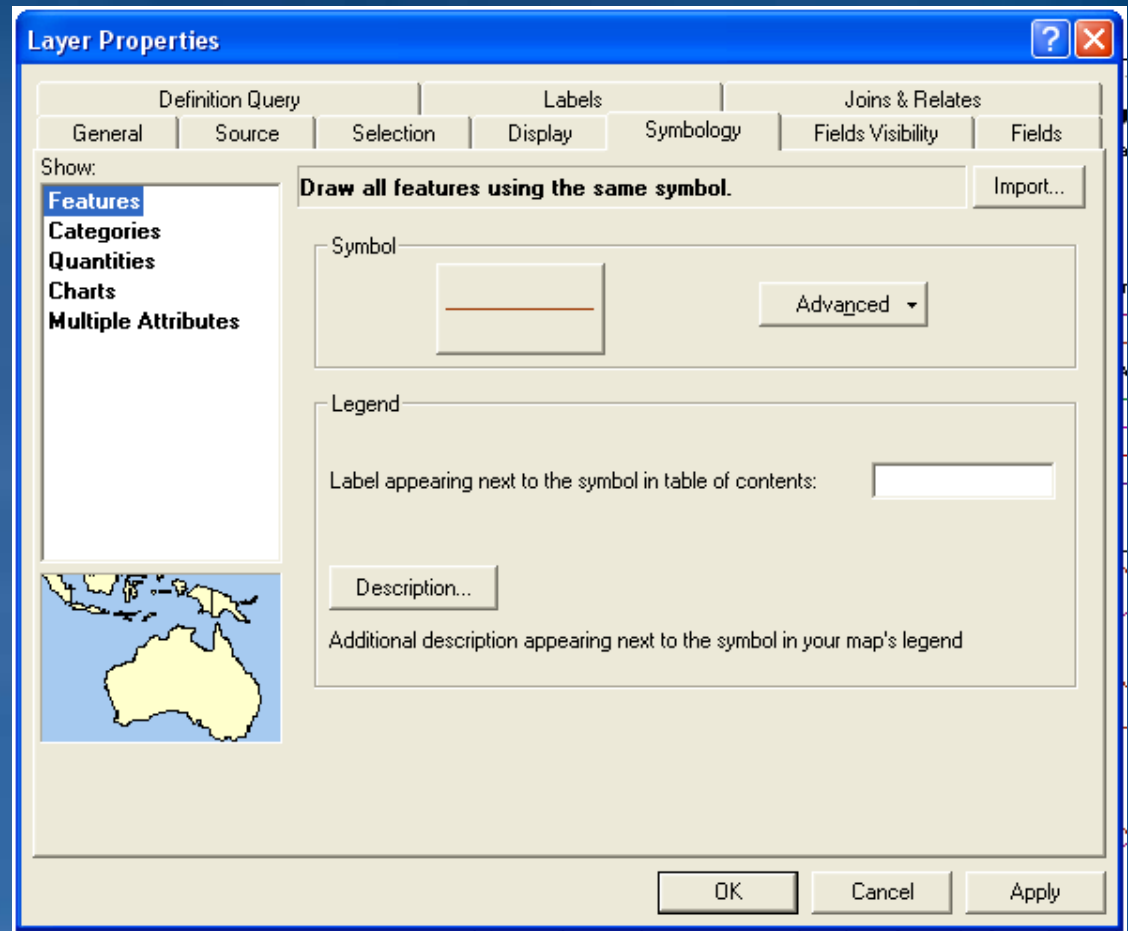 Layer Properties
?
Definition Query Labels Joins & Relates
General Source Selection Display Symbology Fields Visibility Fields
Show:
Features
Categories
Quantities
Charts
Multiple Attributes
Draw all features using the same symbol.
Import...
Symbol
Advanced
Legend
Label appearing next to the symbol in table of contents:
Description...
Additional description appearing next to the symbol in your map's legend
OK Cancel Apply